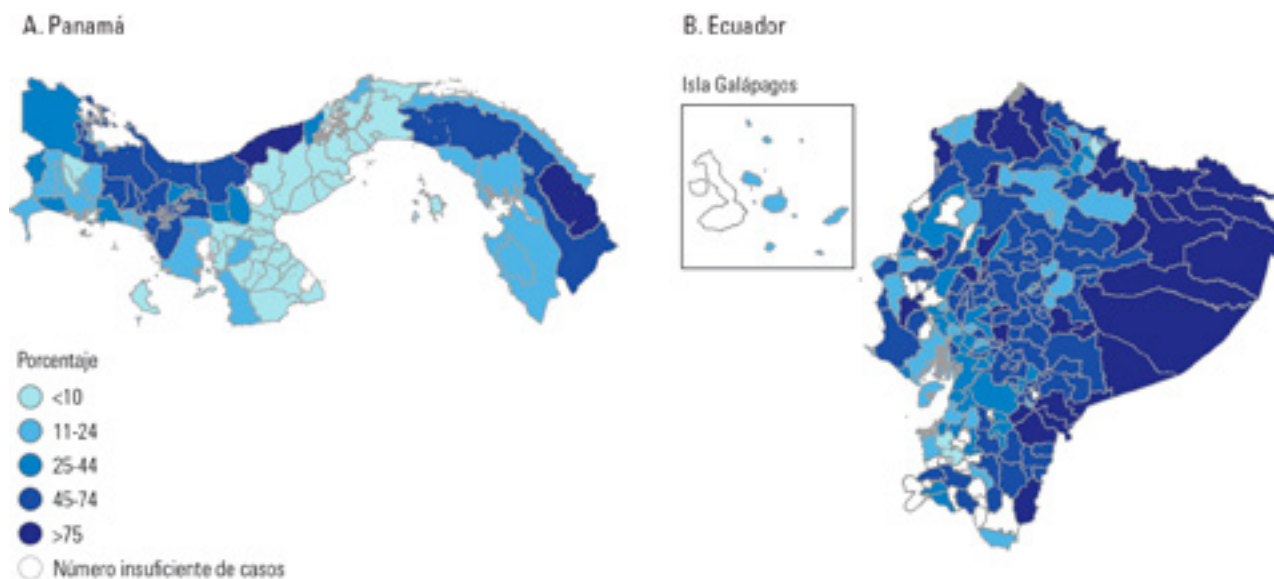 A. Panamá
B. Ecuador
Isla Galápagos
Porcentaje
<10
11-24
25-44
45-74
>75
Número insuficiente de casos